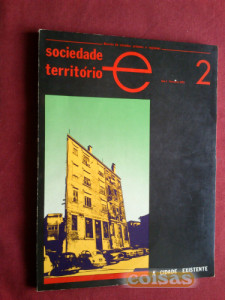 sociedade
e
território
2
A CIDADE EXISTENTE
coisas